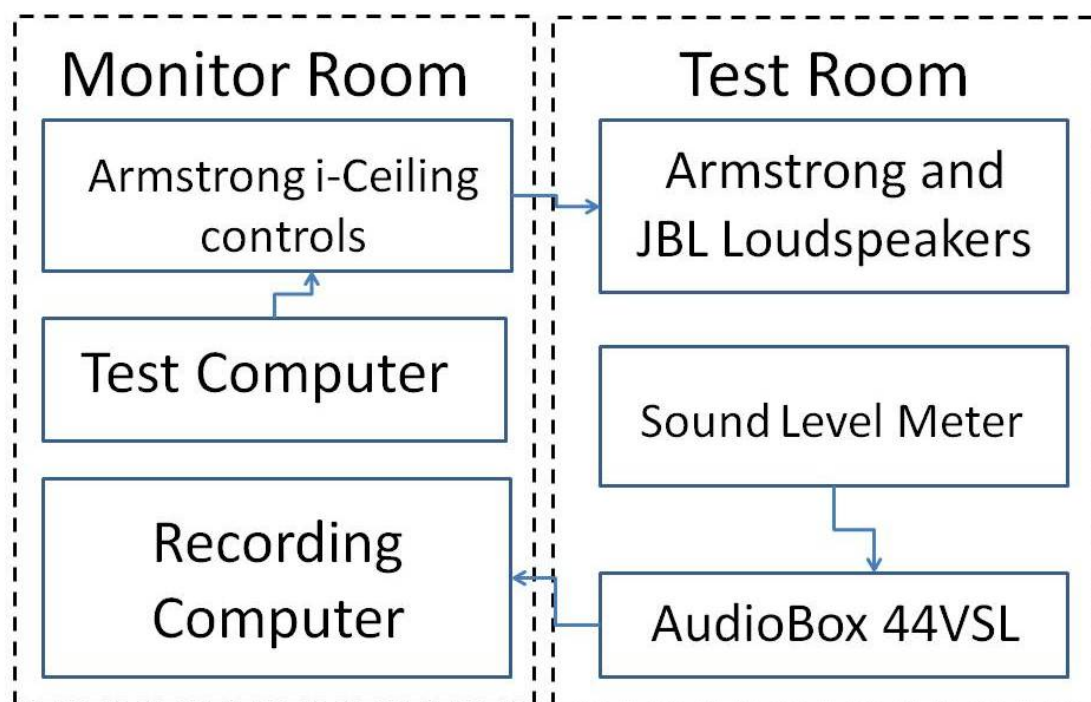 Monitor Room
Armstrong i-Ceiling
controls
Test Computer
Recording
Computer
Test Room
Armstrong and
JBL Loudspeakers
Sound Level Meter
AudioBox 44VSL